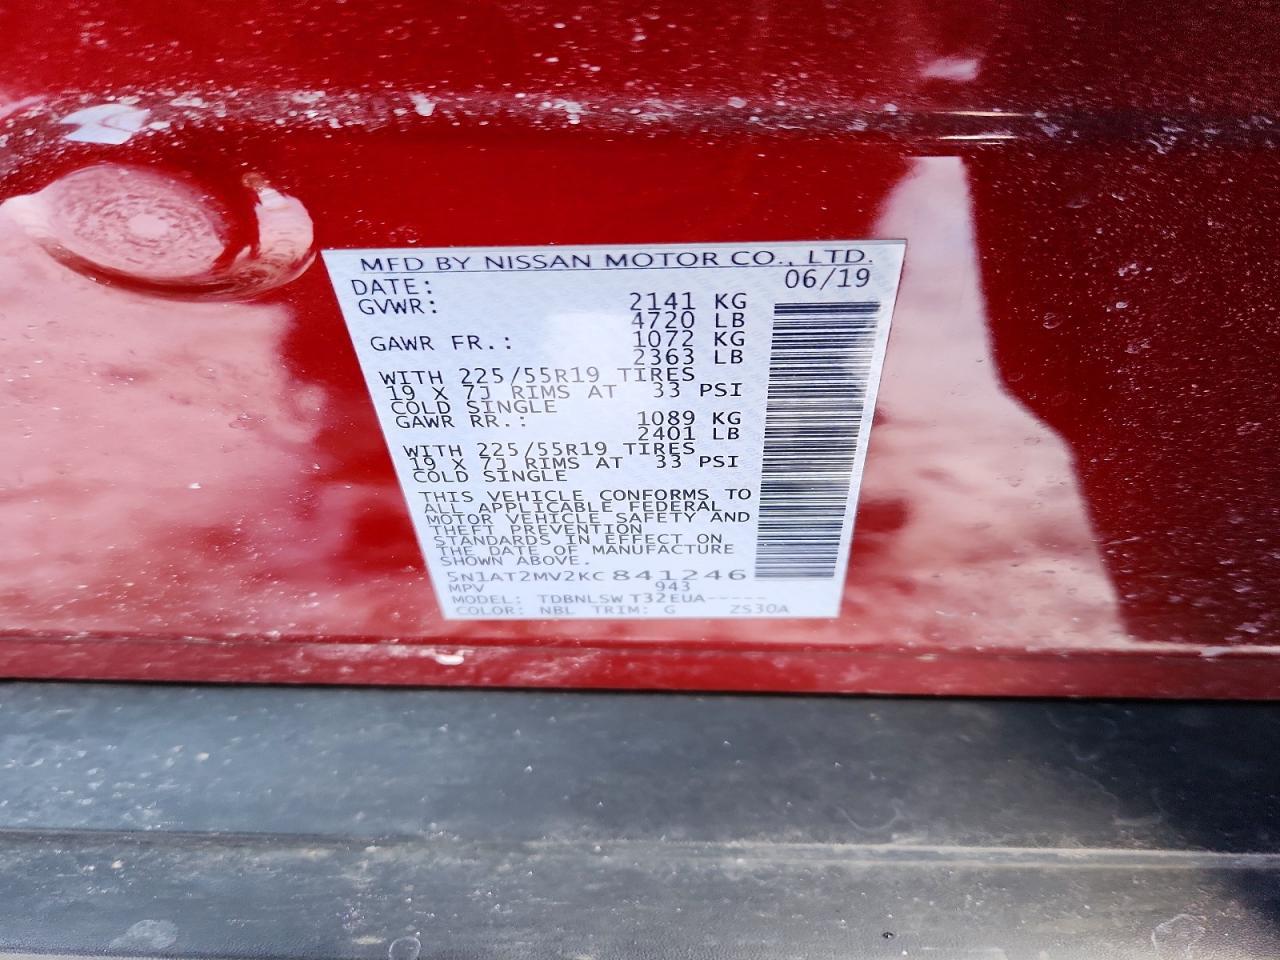 MFD BY NISSAN MOTOR CO., LTD.
DATE: 06/19
GVWR: 2141 KG
4720 LB
GAWR FR.: 1072 KG
2363 LB
WITH 225/55R19 TIRES
19 X 7J RIMS AT 33 PSI
COLD SINGLE
GAWR RR.: 1089 KG
2401 LB
WITH 225/55R19 TIRES
19 X 7J RIMS AT 33 PSI
COLD SINGLE
THIS VEHICLE CONFORMS TO
ALL APPLICABLE FEDERAL
MOTOR VEHICLE SAFETY AND
THEFT PREVENTION
STANDARDS IN EFFECT ON
THE DATE OF MANUFACTURE
SHOWN ABOVE.
5N1AT2MV2KC841246
MPV 943
MODEL: TDBNLSW T32EUA-----
COLOR: NBL TRIM: G ZS30A